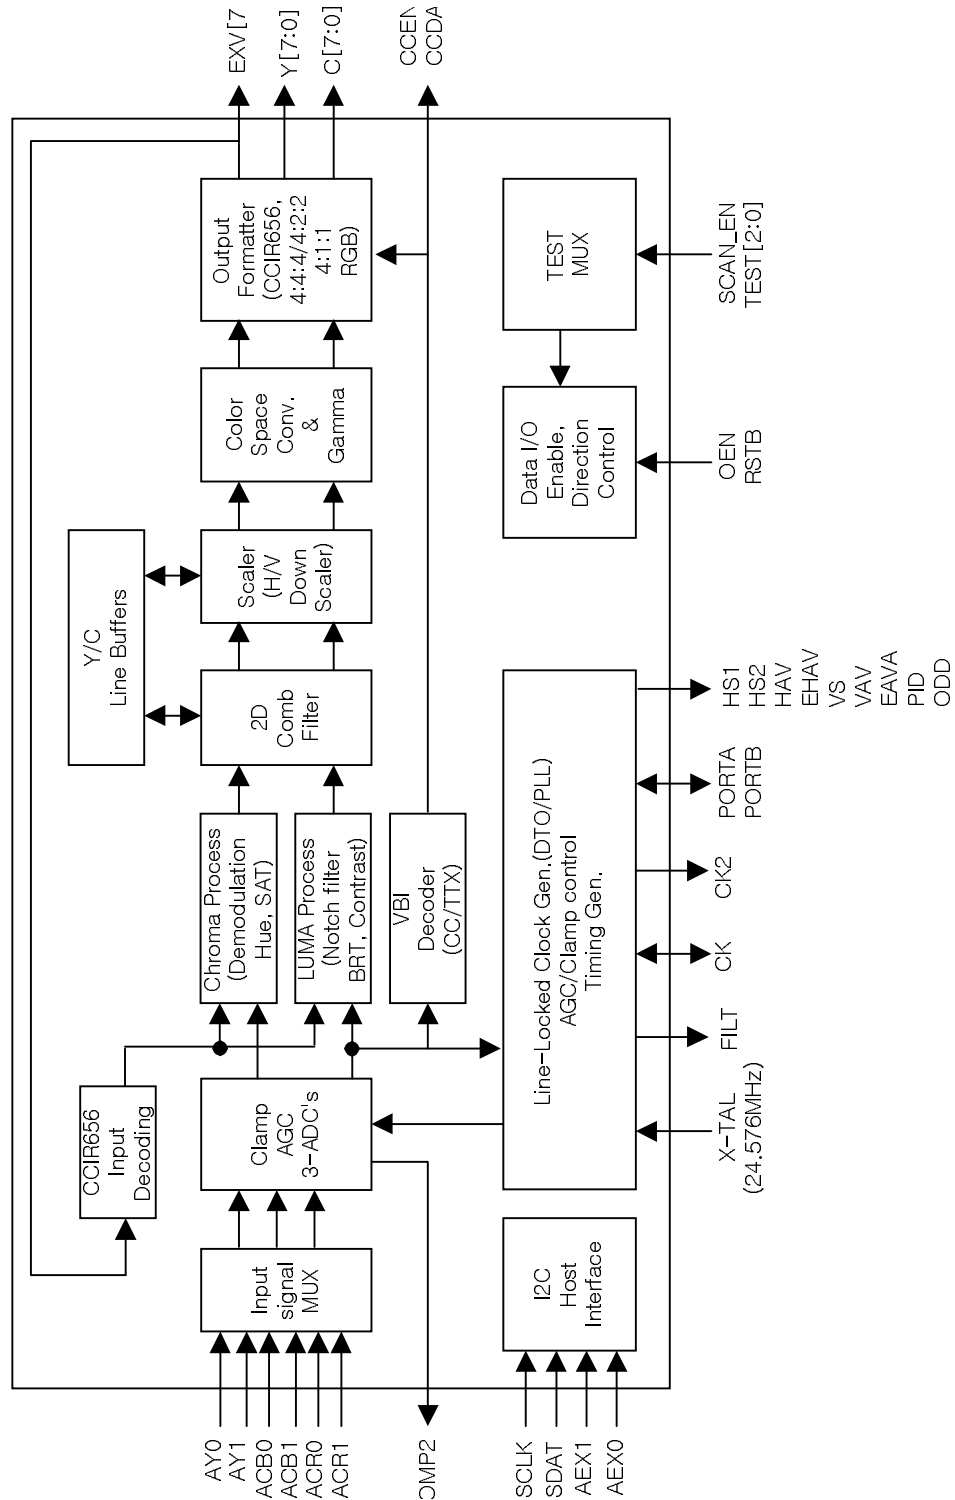 AY0
AY1
ACB0
ACB1
ACR0
ACR1
OMP2
SCLK
SDAT
AEX1
AEX0
Input
signal
MUX
I2C
Host
Interface
CCIR656
Input
Decoding
Clamp
AGC
3-ADC's
Chroma Process
(Demodulation
Hue, SAT)
LUMA Process
(Notch filter
BRT, Contrast)
VBI
Decoder
(CC/TTX)
Line-Locked Clock Gen.(DTO/PLL)
AGC/Clamp control
Timing Gen.
Y/C
Line Buffers
2D
Comb
Filter
Scaler
(H/V
Down
Scaler)
Color
Space
Conv.
&
Gamma
Output
Formatter
(CCIR656,
4:4:4/4:2:2
4:1:1
RGB)
Data I/O
Enable,
Direction
Control
TEST
MUX
EXV[7
Y[7:0]
C[7:0]
CCEN
CCDA
X-TAL
(24.576MHz)
FILT
CK
CK2
PORTA
PORTB
HS1
HS2
HAV
EHAV
VS
VAV
EAVA
PID
ODD
OEN
RSTB
SCAN_EN
TEST[2:0]